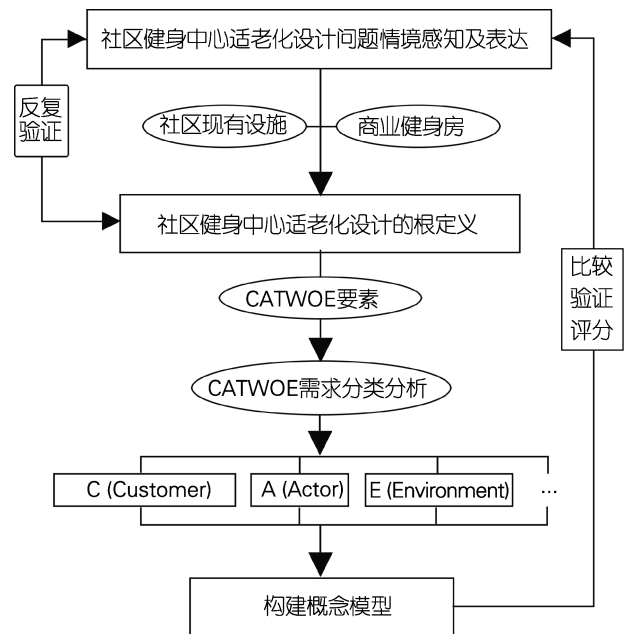 社区健身中心适老化设计问题情境感知及表达
反复
验证
社区现有设施
商业健身房
社区健身中心适老化设计的根定义
CATWOE要素
比较
验证
评分
CATWOE需求分类分析
C (Customer)
A (Actor)
E (Environment)
...
构建概念模型